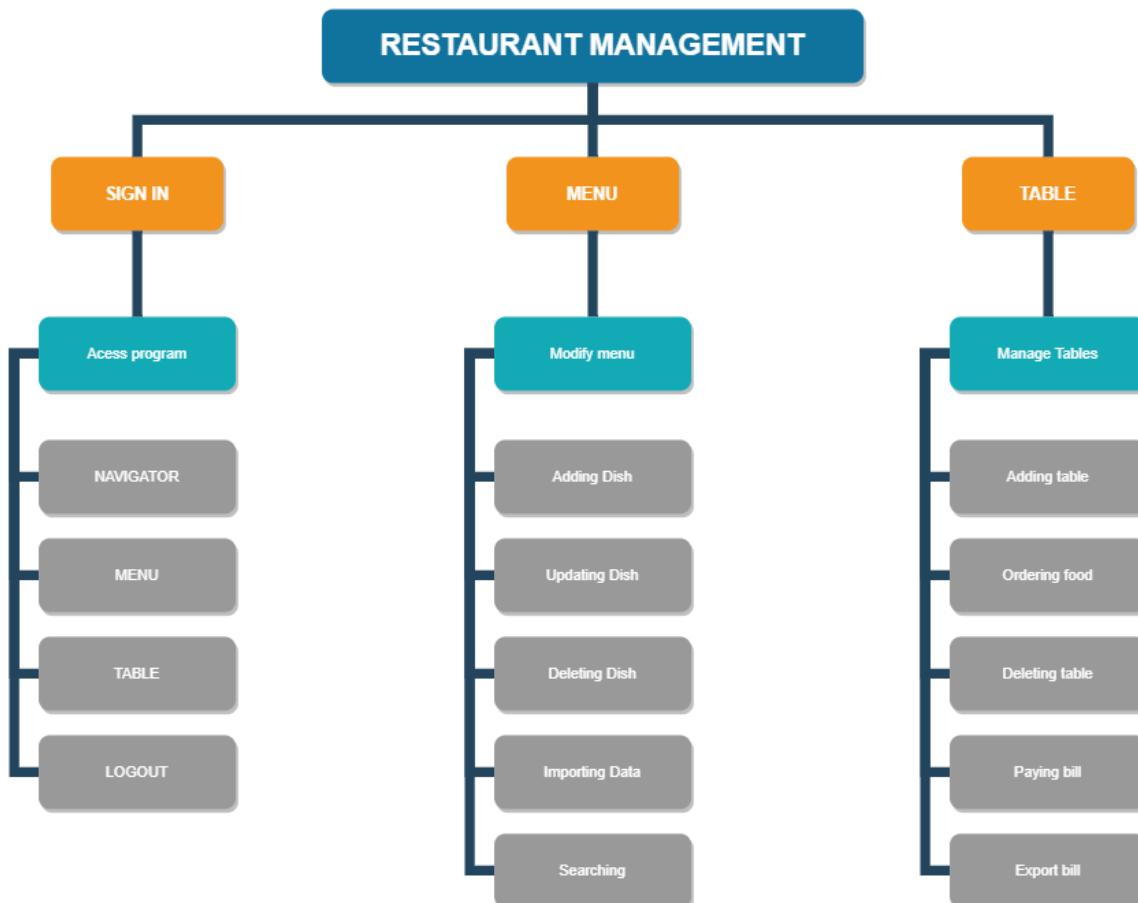 RESTAURANT MANAGEMENT
SIGN IN
MENU
TABLE
Acess program
Modify menu
Manage Tables
NAVIGATOR
Adding Dish
Adding table
MENU
Updating Dish
Ordering food
TABLE
Deleting Dish
Deleting table
LOGOUT
Importing Data
Paying bill
Searching
Export bill